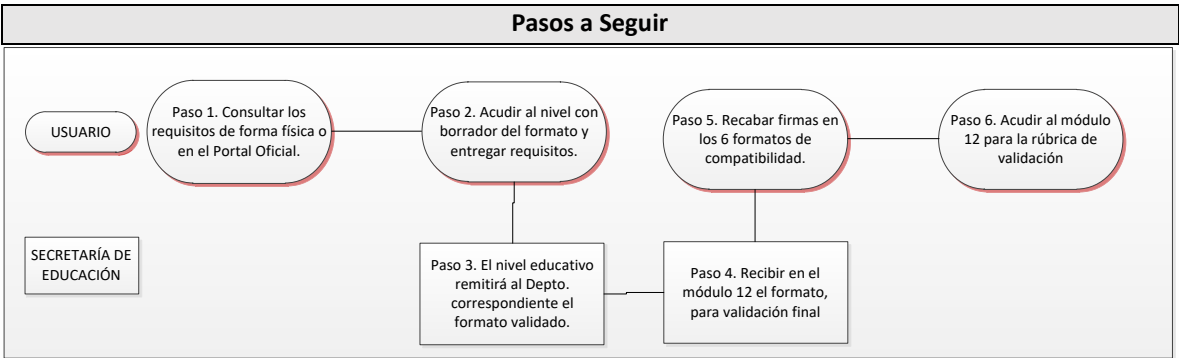 Pasos a Seguir
USUARIO
Paso 1. Consultar los
requisitos de forma física o
en el Portal Oficial.
Paso 2. Acudir al nivel con
borrador del formato y
entregar requisitos.
Paso 5. Recabar firmas en
los 6 formatos de
compatibilidad.
Paso 6. Acudir al módulo
12 para la rúbrica de
validación
SECRETARÍA DE
EDUCACIÓN
Paso 3. El nivel educativo
remitirá al Depto.
correspondiente el
formato validado.
Paso 4. Recibir en el
módulo 12 el formato,
para validación final